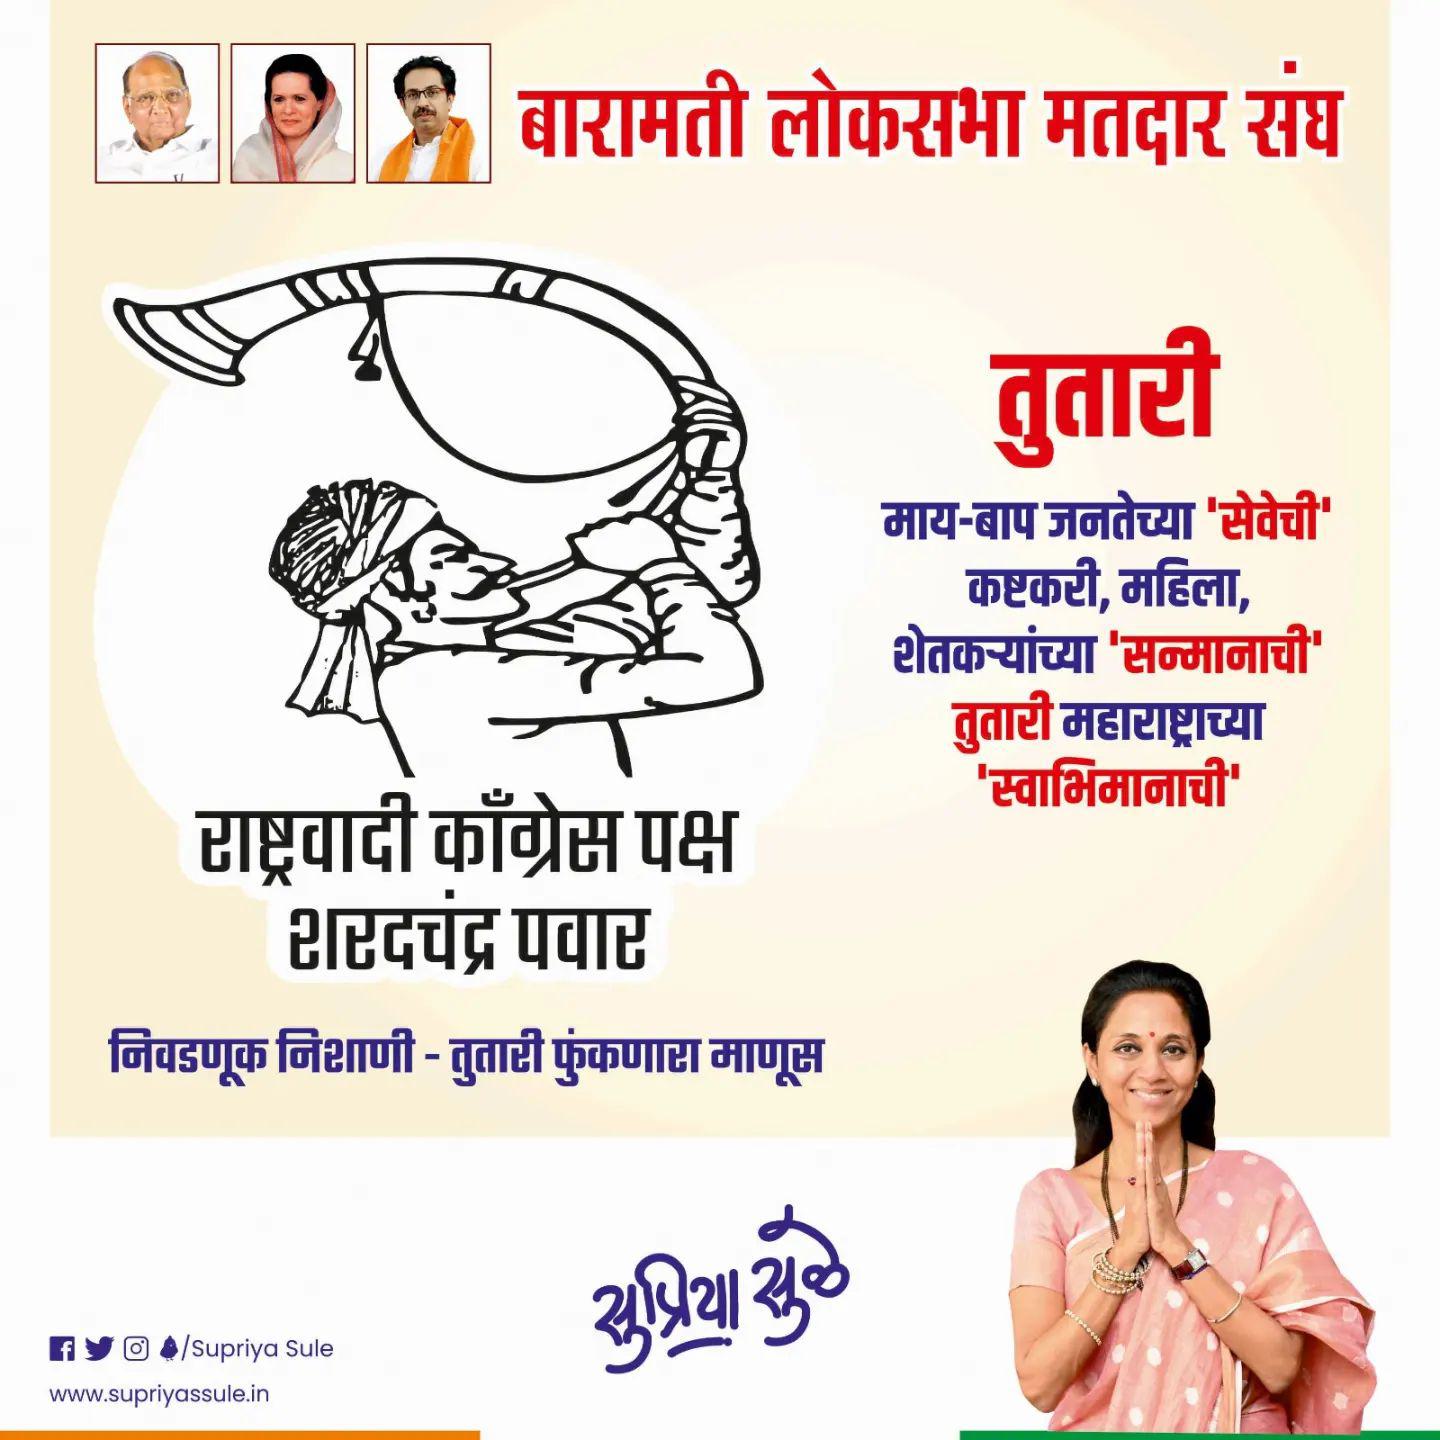 बारामती लोकसभा मतदार संघ
तुतारी
माय-बाप जनतेच्या 'सेवेची'
कष्टकरी, महिला,
शेतकऱ्यांच्या 'सन्मानाची'
तुतारी महाराष्ट्राच्या
'स्वाभिमानाची'
राष्ट्रवादी काँग्रेस पक्ष
शरदचंद्र पवार
निवडणूक निशाणी - तुतारी फुंकणारा माणूस
सुप्रिया सुळे
/Supriya Sule
www.supriyassule.in